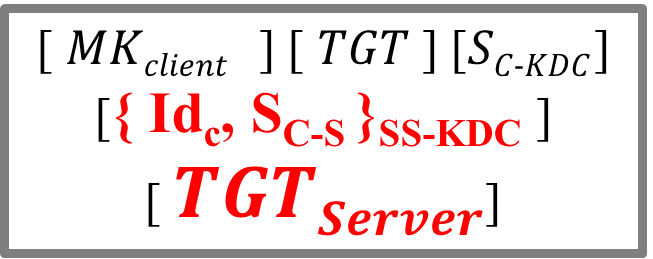 [ MKclient ] [ TGT ] [SC-KDC]
[{ Idc, SC-S }SS-KDC ]
[ TGTServer]